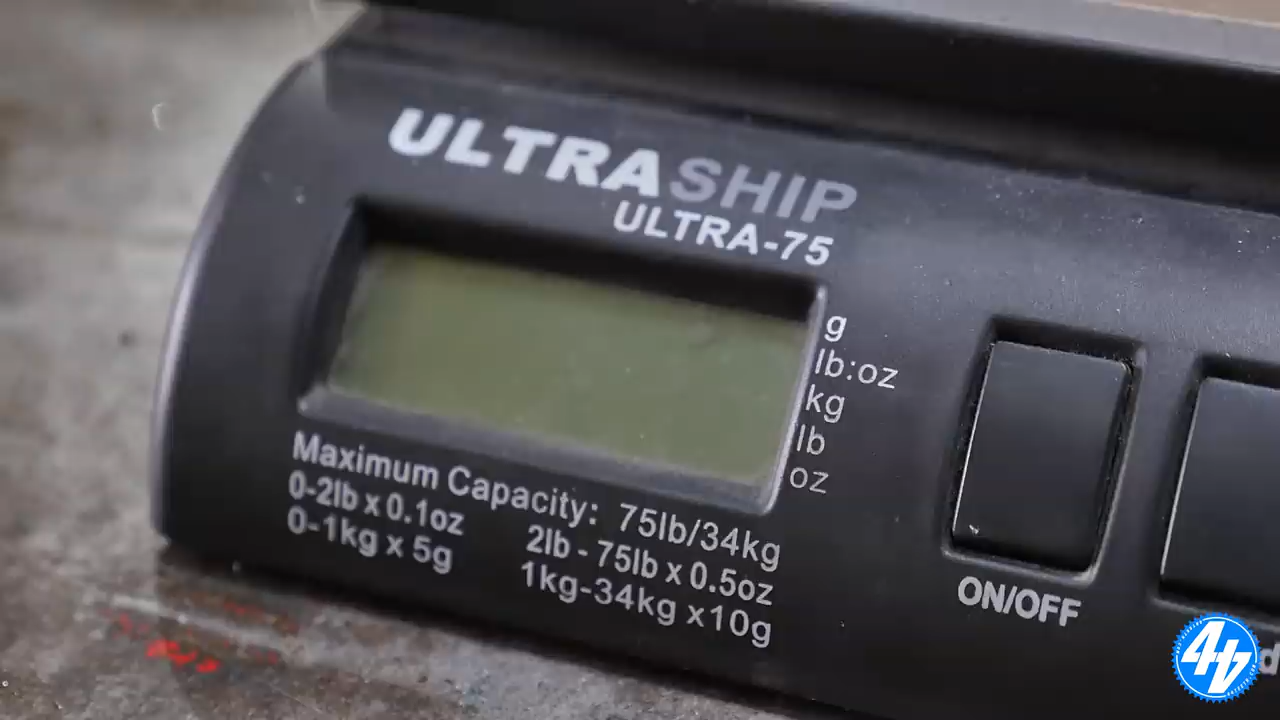 ULTRASHIP
ULTRA-75
g
lb:oz
kg
lb
oz
Maximum Capacity: 75lb/34kg
0-2lb x 0.1oz 2lb - 75lb x 0.5oz
0-1kg x 5g 1kg-34kg x10g
ON/OFF